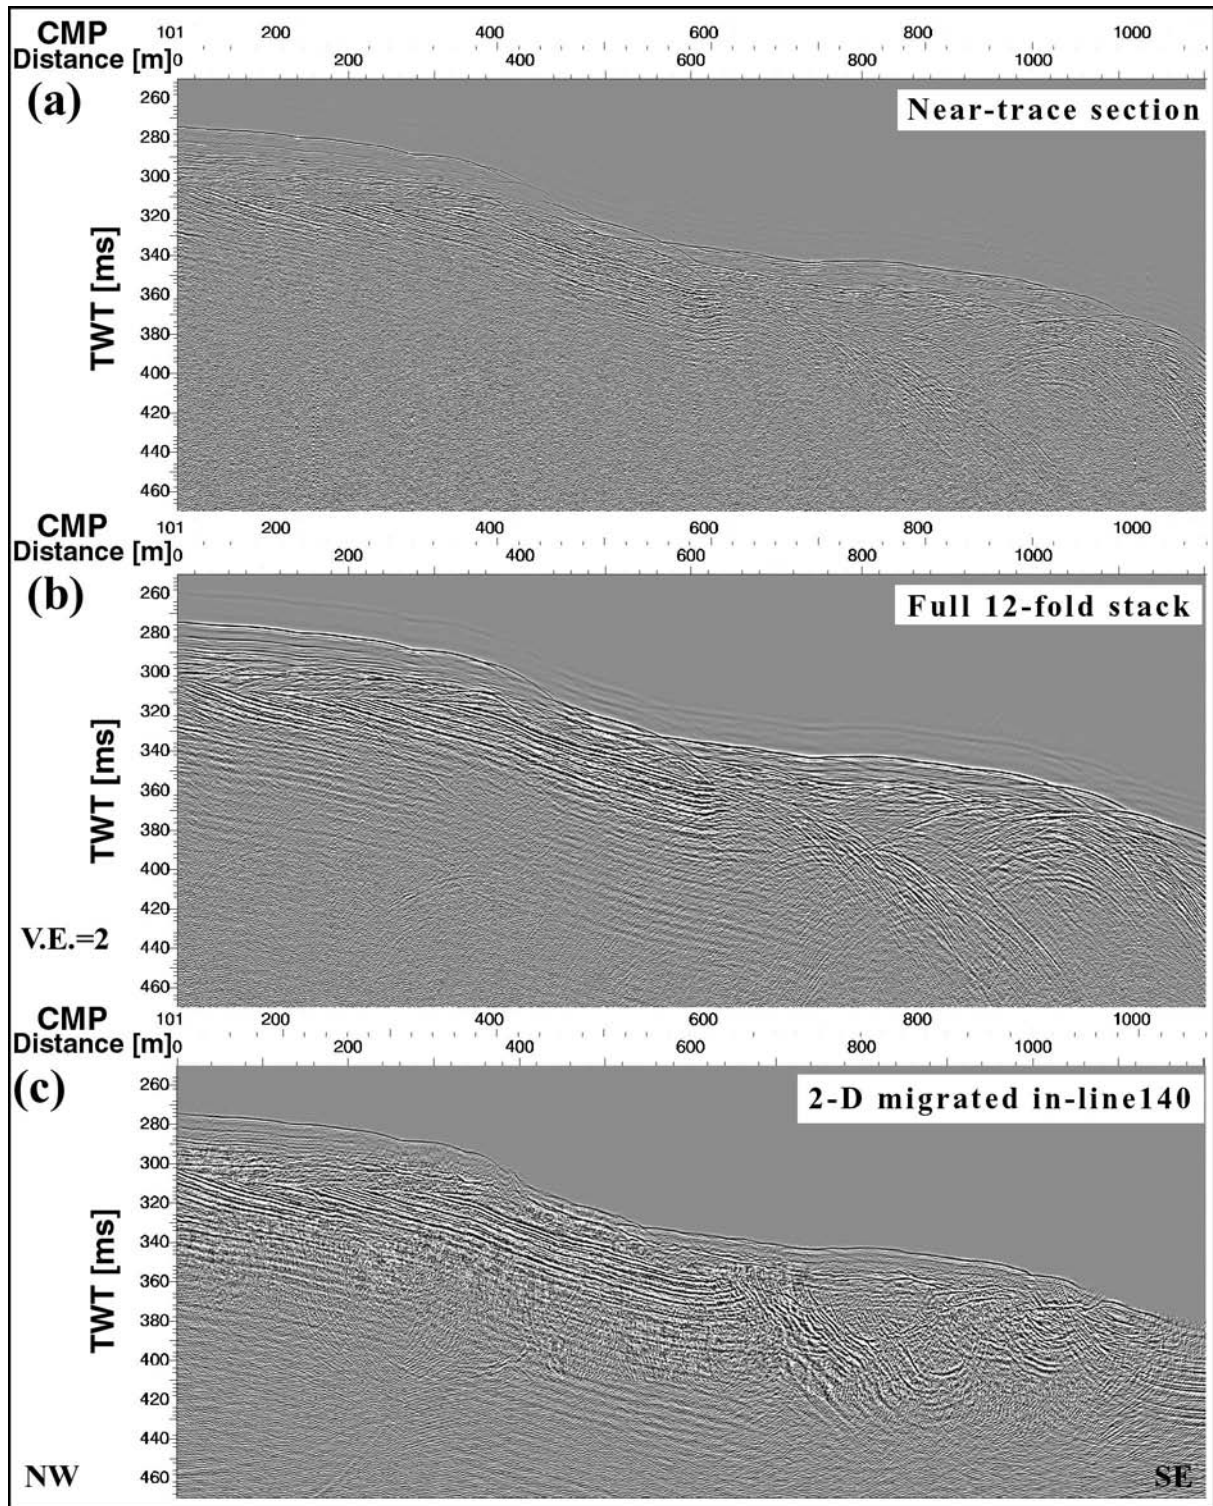 CMP 101 200 400 600 800 1000
Distance [m] 0 200 400 600 800 1000
(a)
Near-trace section
260
280
300
320
340
360
380
400
420
440
460
TWT [ms]
CMP 101 200 400 600 800 1000
Distance [m] 0 200 400 600 800 1000
(b)
Full 12-fold stack
260
280
300
320
340
360
380
400
420
440
460
TWT [ms]
V.E.=2
CMP 101 200 400 600 800 1000
Distance [m] 0 200 400 600 800 1000
(c)
2-D migrated in-line140
260
280
300
320
340
360
380
400
420
440
460
TWT [ms]
NW SE